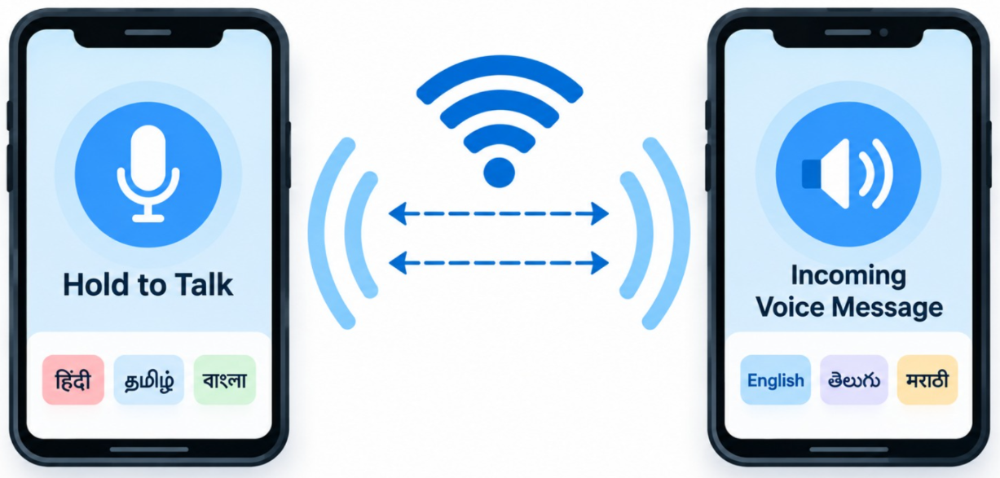 Hold to Talk
हिंदी தமிழ் বাংলা
Incoming
Voice Message
English తెలుగు मराठी